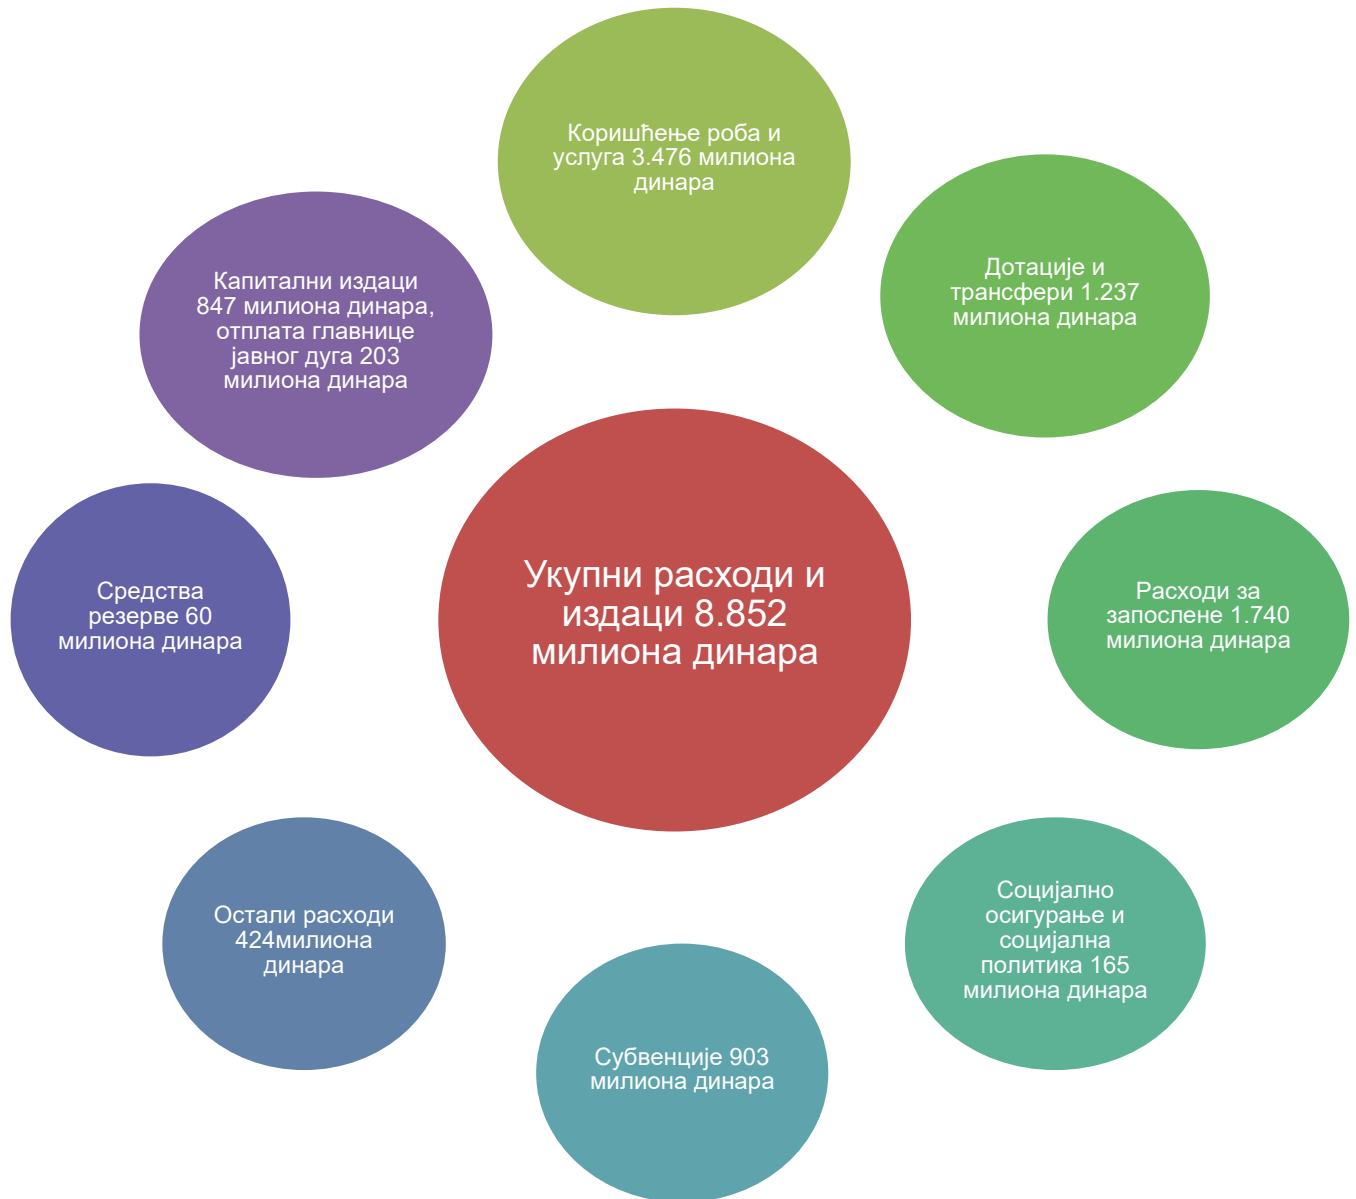 Коришћење роба и
услуга 3.476 милиона
динара
Дотације и
трансфери 1.237
милиона динара
Капитални издаци
847 милиона динара,
отплата главнице
јавног дуга 203
милиона динара
Укупни расходи и
издаци 8.852
милиона динара
Средства
резерве 60
милиона динара
Расходи за
запослене 1.740
милиона динара
Остали расходи
424милиона
динара
Социјално
осигурање и
социјална
политика 165
милиона динара
Субвенције 903
милиона динара